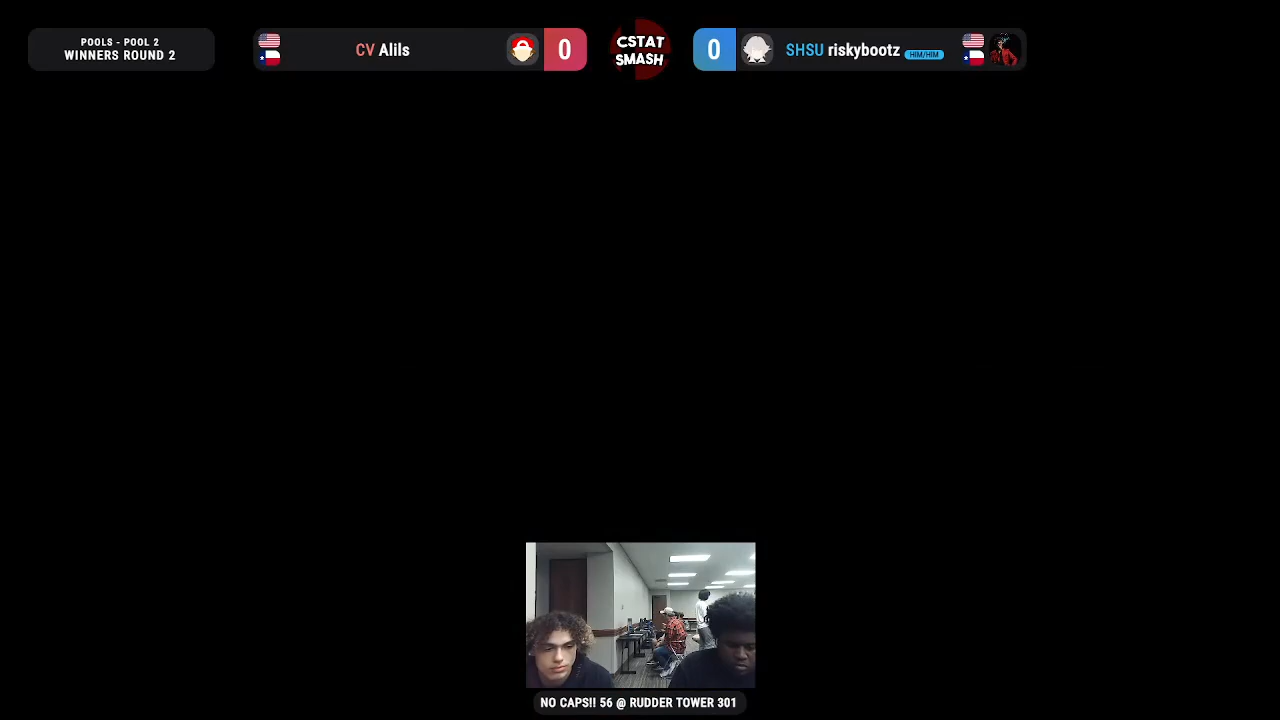 POOLS - POOL 2
WINNERS ROUND 2
CV Alils
0
CSTAT
SMASH
0
SHSU riskybootz HIM/HIM
NO CAPS!! 56 @ RUDDER TOWER 301